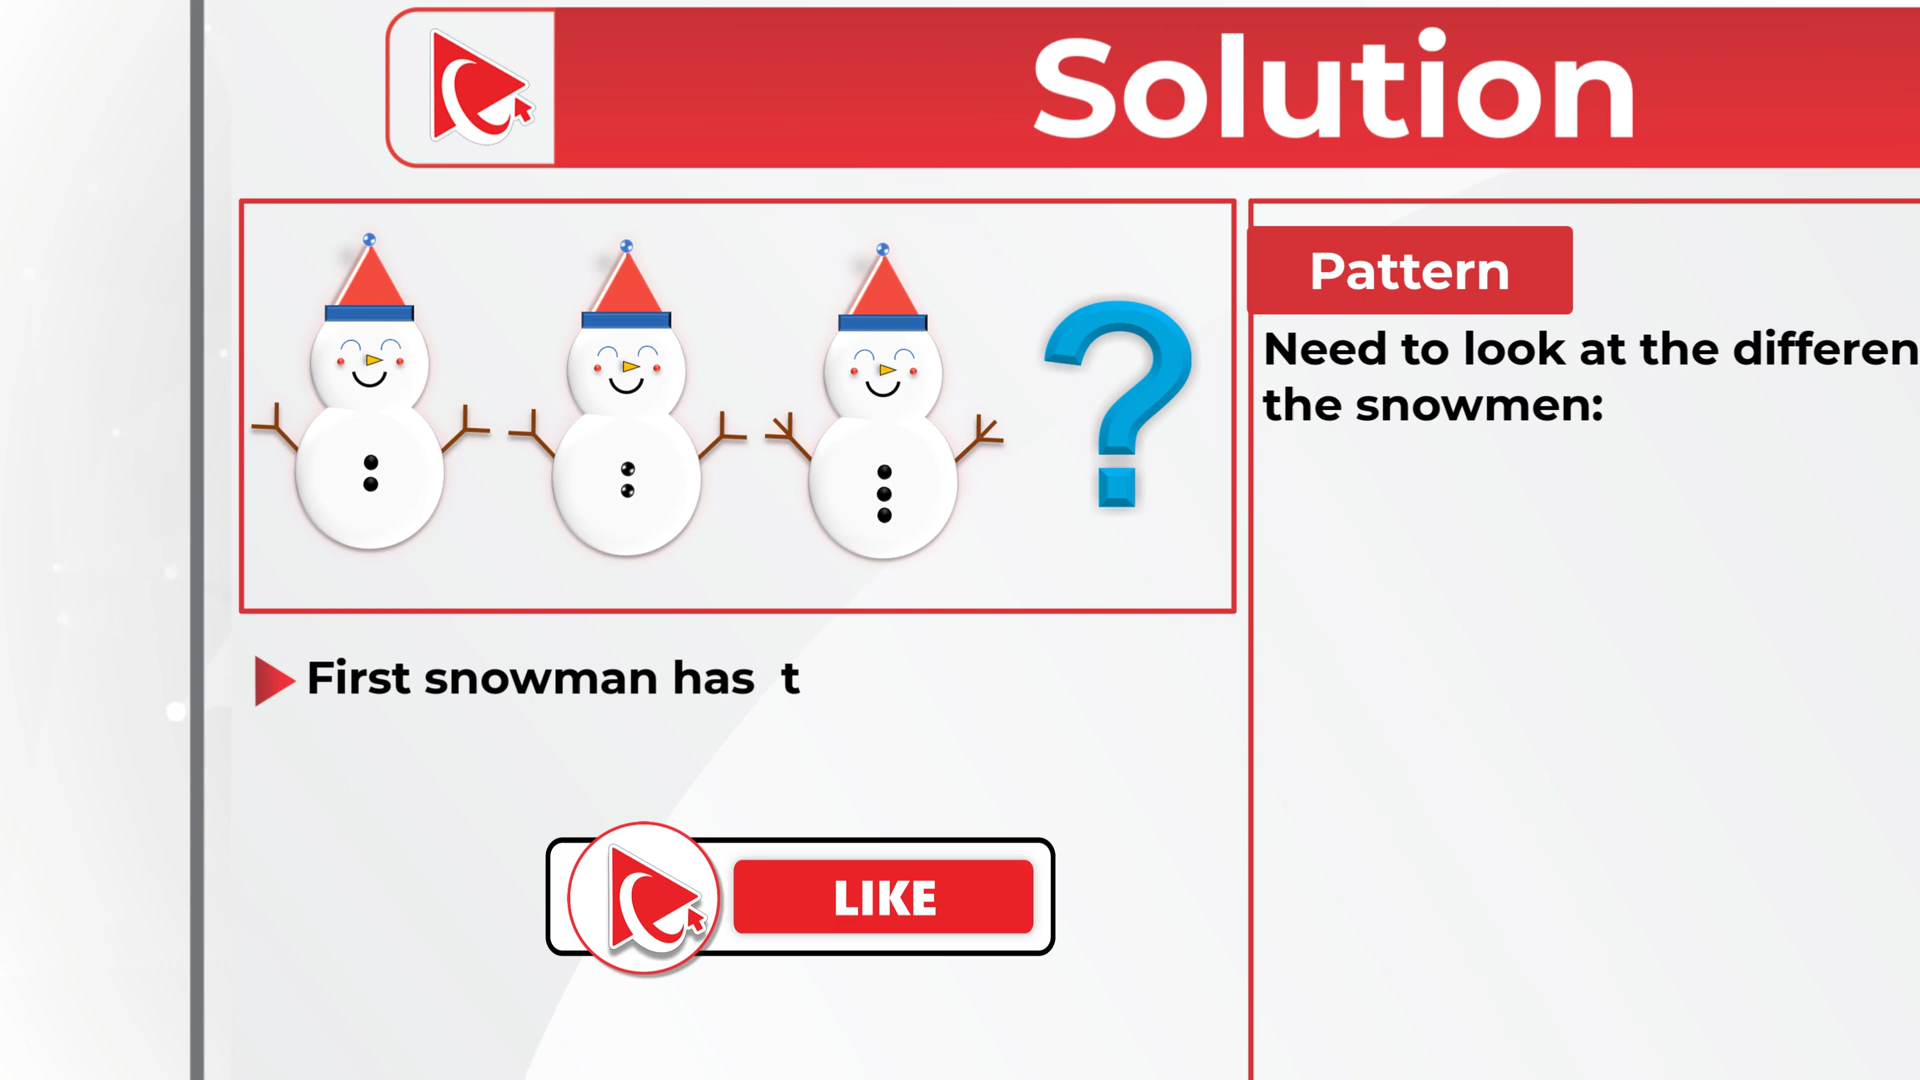 Solution
Pattern
Need to look at the differen
the snowmen:
?
First snowman has t
LIKE